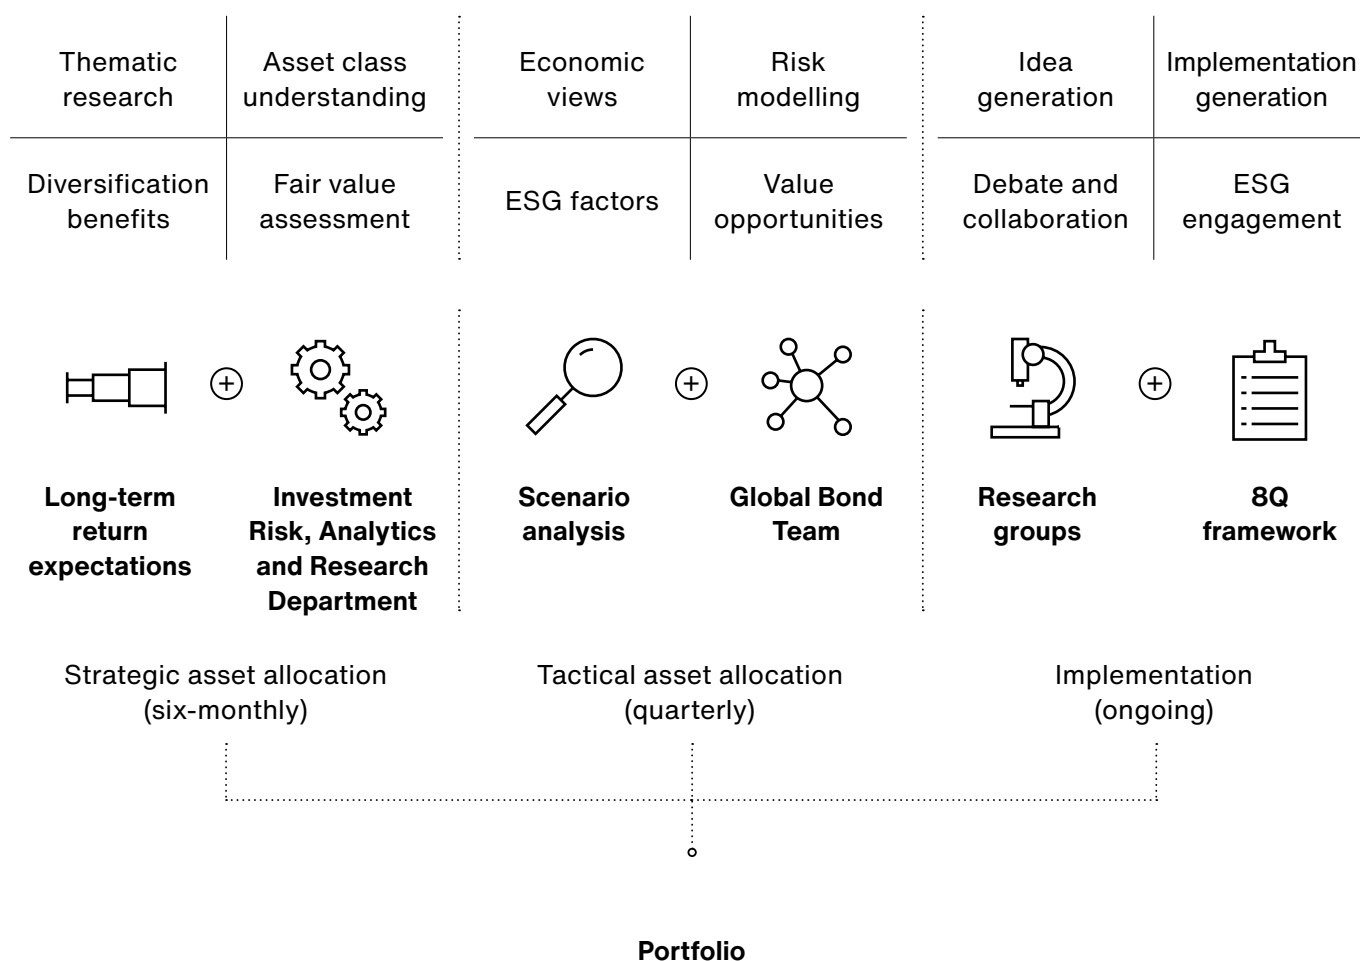 Thematic
research
Asset class
understanding
Economic
views
Risk
modelling
Idea
generation
Implementation
generation
Diversification
benefits
Fair value
assessment
ESG factors
Value
opportunities
Debate and
collaboration
ESG
engagement
Long-term
return
expectations
Investment
Risk, Analytics
and Research
Department
Scenario
analysis
Global Bond
Team
Research
groups
8Q
framework
Strategic asset allocation
(six-monthly)
Tactical asset allocation
(quarterly)
Implementation
(ongoing)
Portfolio